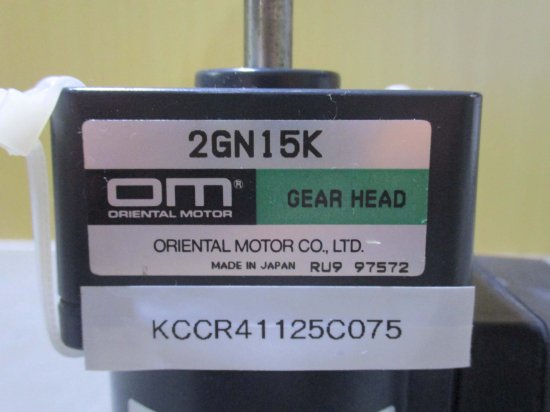 2GN15K
OM®
ORIENTAL MOTOR
GEAR HEAD
ORIENTAL MOTOR CO., LTD.
MADE IN JAPAN RU9 97572
KCCR41125C075